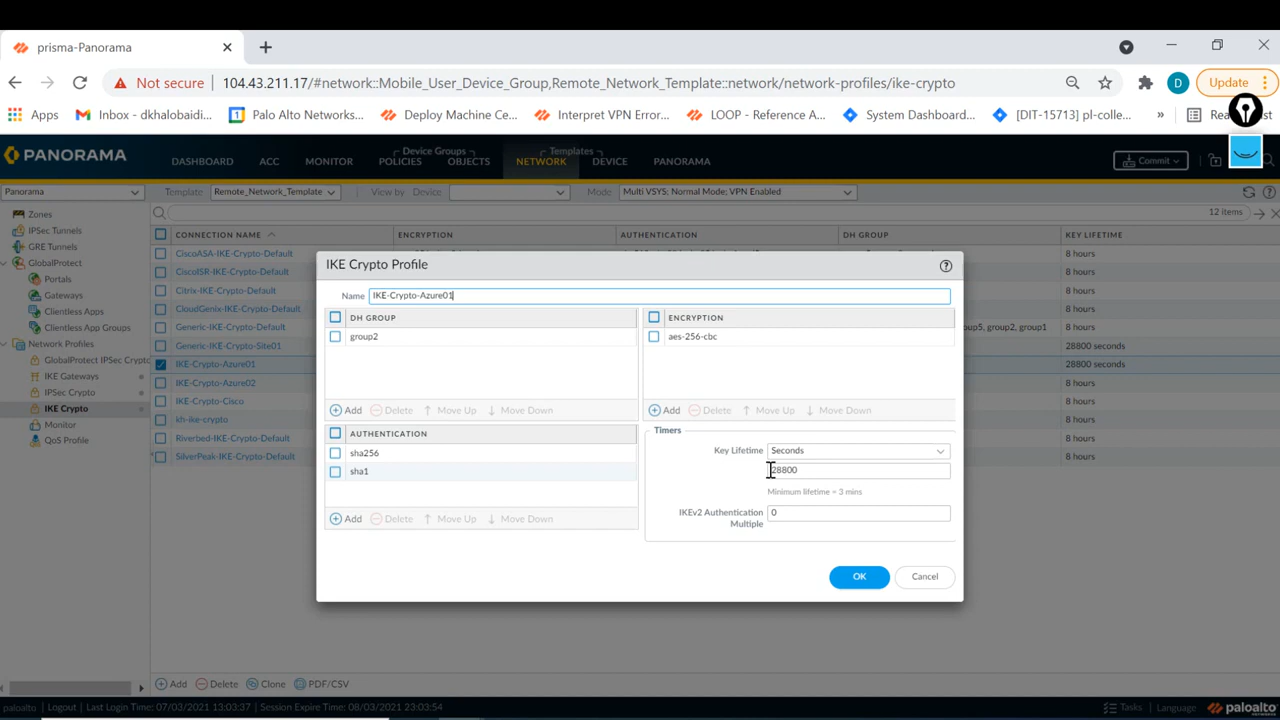 prisma-Panorama
Not secure 104.43.211.17/#network::Mobile_User_Device_Group,Remote_Network_Template::network/network-profiles/ike-crypto D Update
Apps Inbox - dkhalobaidi... Palo Alto Networks... Deploy Machine Ce... Interpret VPN Error... LOOP - Reference A... System Dashboard... [DIT-15713] pl-colle... »
PANORAMA DASHBOARD ACC MONITOR Device Groups POLICIES OBJECTS Templates NETWORK DEVICE PANORAMA Commit
Panorama Template Remote_Network_Template View by Device Mode Multi VSYS; Normal Mode; VPN Enabled
12 items
Zones
IPSec Tunnels
GRE Tunnels
GlobalProtect
Portals
Gateways
Clientless Apps
Clientless App Groups
Network Profiles
GlobalProtect IPSec Crypto
IKE Gateways
IPSec Crypto
IKE Crypto
Monitor
QoS Profile
CONNECTION NAME ENCRYPTION AUTHENTICATION DH GROUP KEY LIFETIME
CiscoASA-IKE-Crypto-Default 8 hours
CiscoISR-IKE-Crypto-Default 8 hours
Citrix-IKE-Crypto-Default 8 hours
CloudGenix-IKE-Crypto-Default 8 hours
Generic-IKE-Crypto-Default group5, group2, group1 8 hours
Generic-IKE-Crypto-Site01 28800 seconds
IKE-Crypto-Azure01 28800 seconds
IKE-Crypto-Azure02 8 hours
IKE-Crypto-Cisco 8 hours
kh-ike-crypto 8 hours
Riverbed-IKE-Crypto-Default 8 hours
SilverPeak-IKE-Crypto-Default 8 hours
IKE Crypto Profile
Name IKE-Crypto-Azure01
DH GROUP
group2
Add Delete Move Up Move Down
ENCRYPTION
aes-256-cbc
Add Delete Move Up Move Down
AUTHENTICATION
sha256
sha1
Add Delete Move Up Move Down
Timers
Key Lifetime Seconds
28800
Minimum lifetime = 3 mins
IKEv2 Authentication 0
Multiple
OK Cancel
Add Delete Clone PDF/CSV
admin | Logout | Last Login Time: 07/03/2021 13:03:37 | Session Expire Time: 08/03/2021 23:03:54 Tasks | Language paloalto